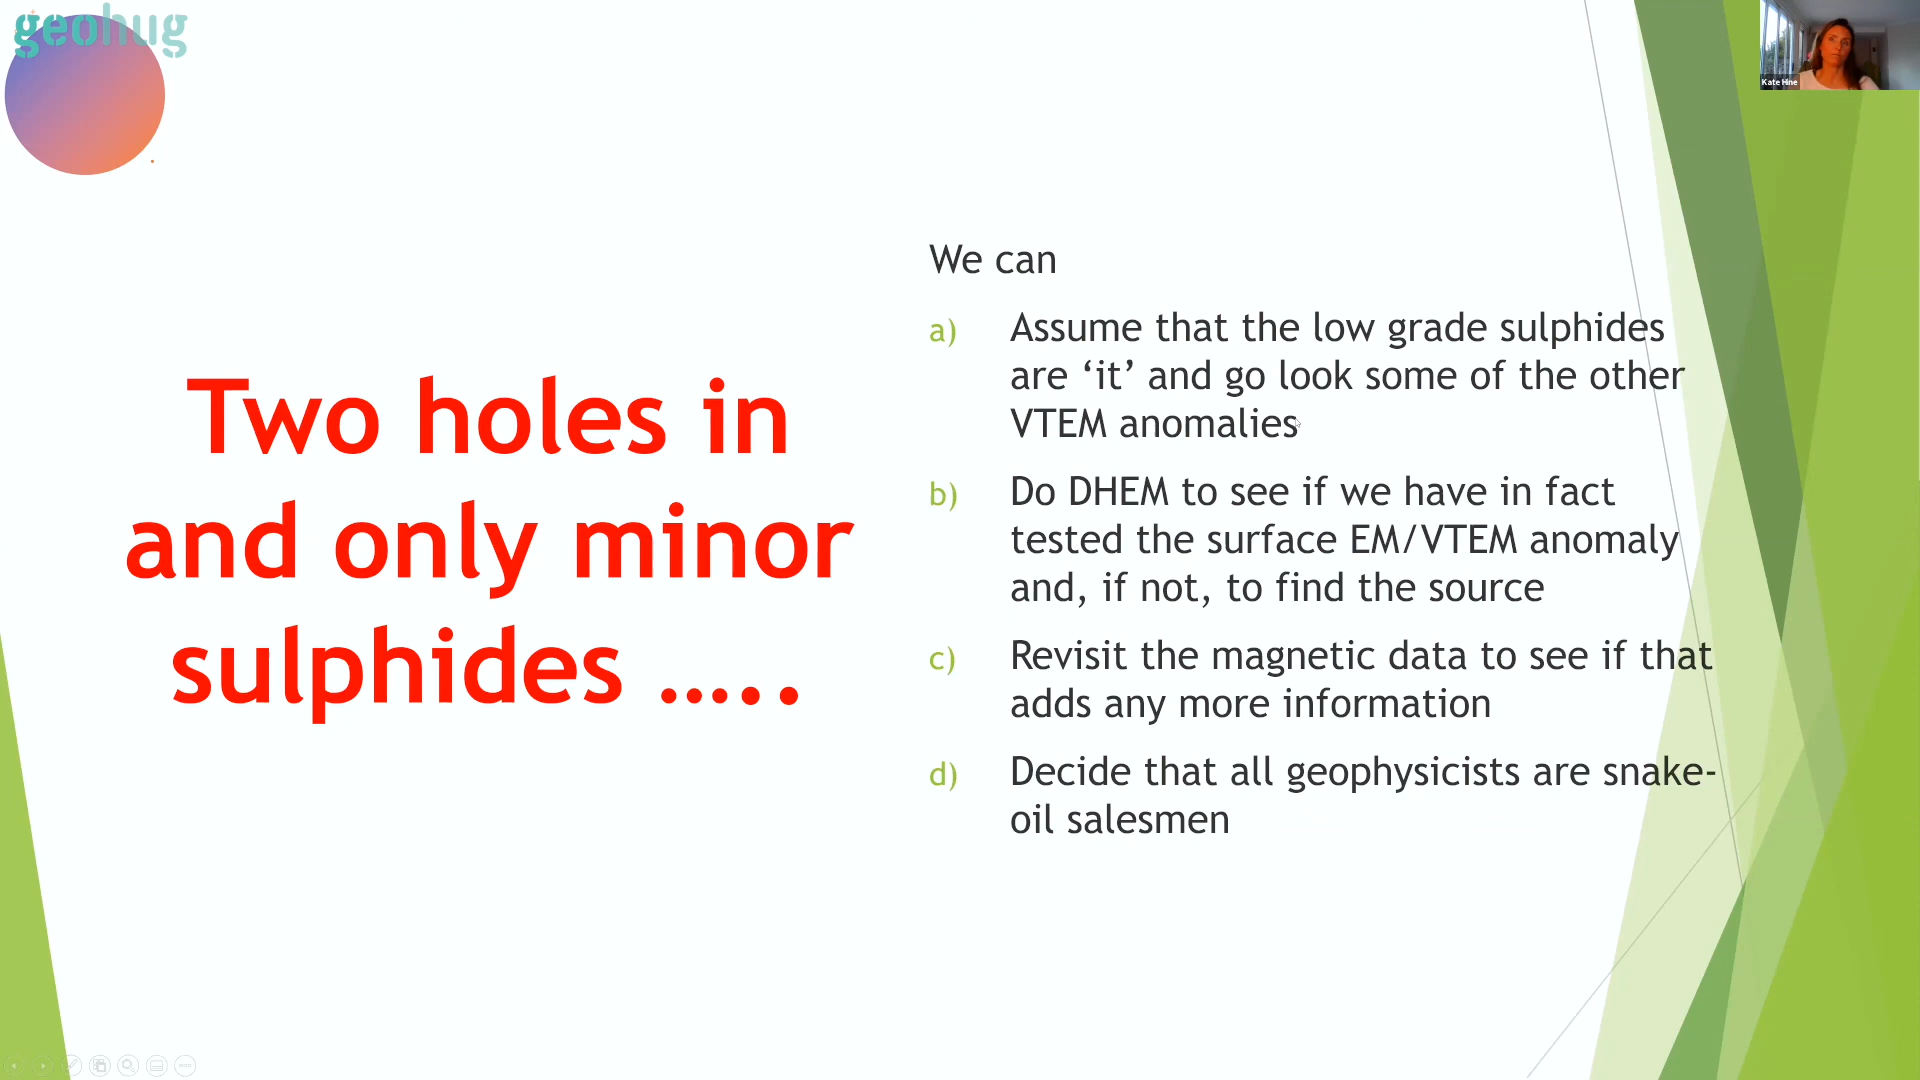 geohug
Kate Hine
Two holes in
and only minor
sulphides …..
We can
a) Assume that the low grade sulphides
are ‘it’ and go look some of the other
VTEM anomalies
b) Do DHEM to see if we have in fact
tested the surface EM/VTEM anomaly
and, if not, to find the source
c) Revisit the magnetic data to see if that
adds any more information
d) Decide that all geophysicists are snake-
oil salesmen